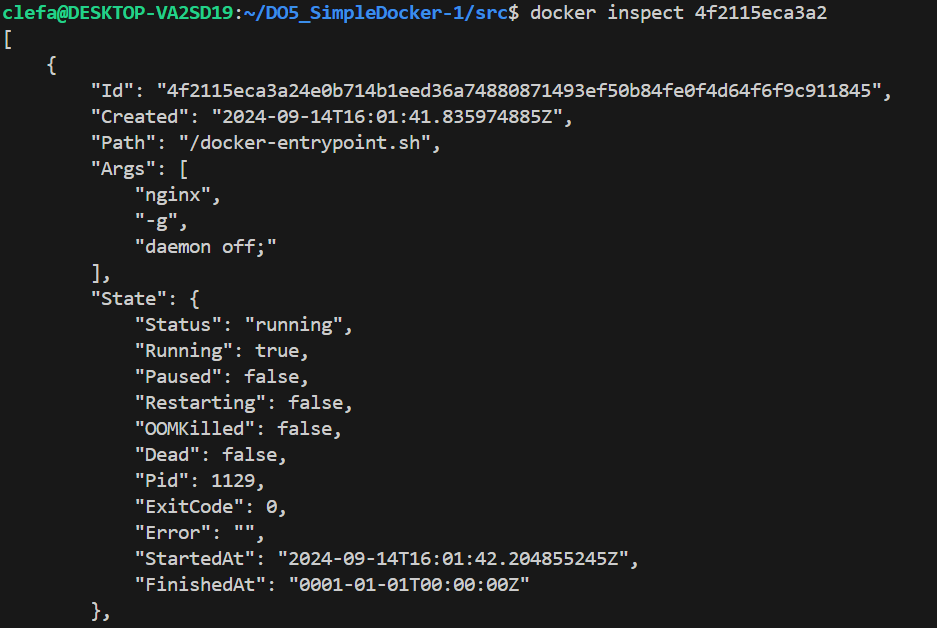 clefa@DESKTOP-VA2SD19:~/DO5_SimpleDocker-1/src$ docker inspect 4f2115eca3a2
[
    {
        "Id": "4f2115eca3a24e0b714b1eed36a74880871493ef50b84fe0f4d64f6f9c911845",
        "Created": "2024-09-14T16:01:41.835974885Z",
        "Path": "/docker-entrypoint.sh",
        "Args": [
            "nginx",
            "-g",
            "daemon off;"
        ],
        "State": {
            "Status": "running",
            "Running": true,
            "Paused": false,
            "Restarting": false,
            "OOMKilled": false,
            "Dead": false,
            "Pid": 1129,
            "ExitCode": 0,
            "Error": "",
            "StartedAt": "2024-09-14T16:01:42.204855245Z",
            "FinishedAt": "0001-01-01T00:00:00Z"
        },